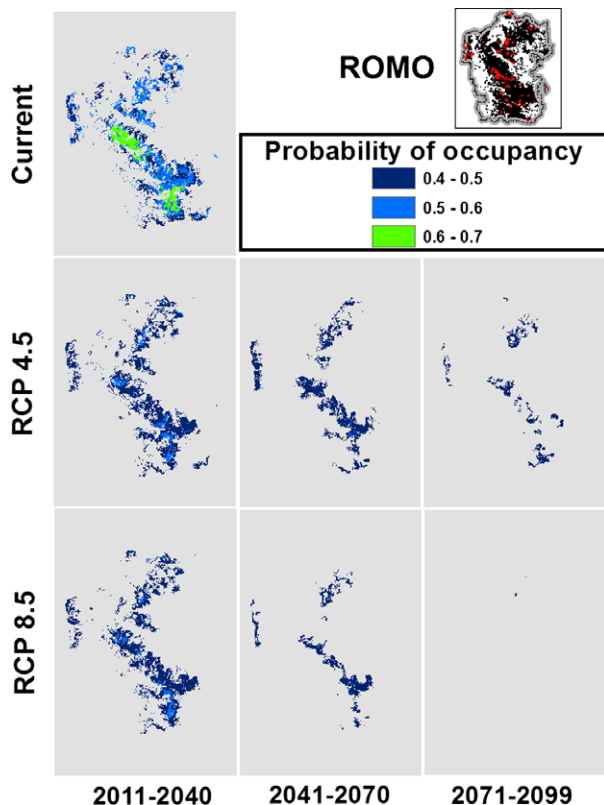 Current
ROMO
Probability of occupancy
0.4 - 0.5
0.5 - 0.6
0.6 - 0.7
RCP 4.5
RCP 8.5
2011-2040
2041-2070
2071-2099